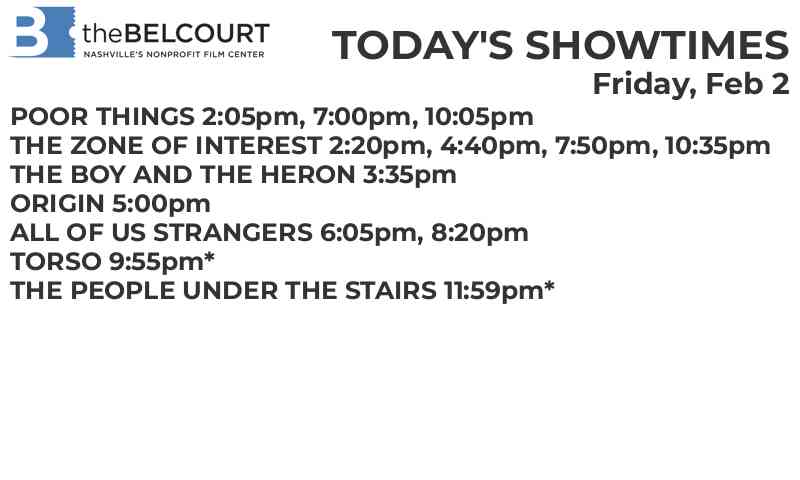 B theBELCOURT
NASHVILLE'S NONPROFIT FILM CENTER
TODAY'S SHOWTIMES
Friday, Feb 2
POOR THINGS 2:05pm, 7:00pm, 10:05pm
THE ZONE OF INTEREST 2:20pm, 4:40pm, 7:50pm, 10:35pm
THE BOY AND THE HERON 3:35pm
ORIGIN 5:00pm
ALL OF US STRANGERS 6:05pm, 8:20pm
TORSO 9:55pm*
THE PEOPLE UNDER THE STAIRS 11:59pm*